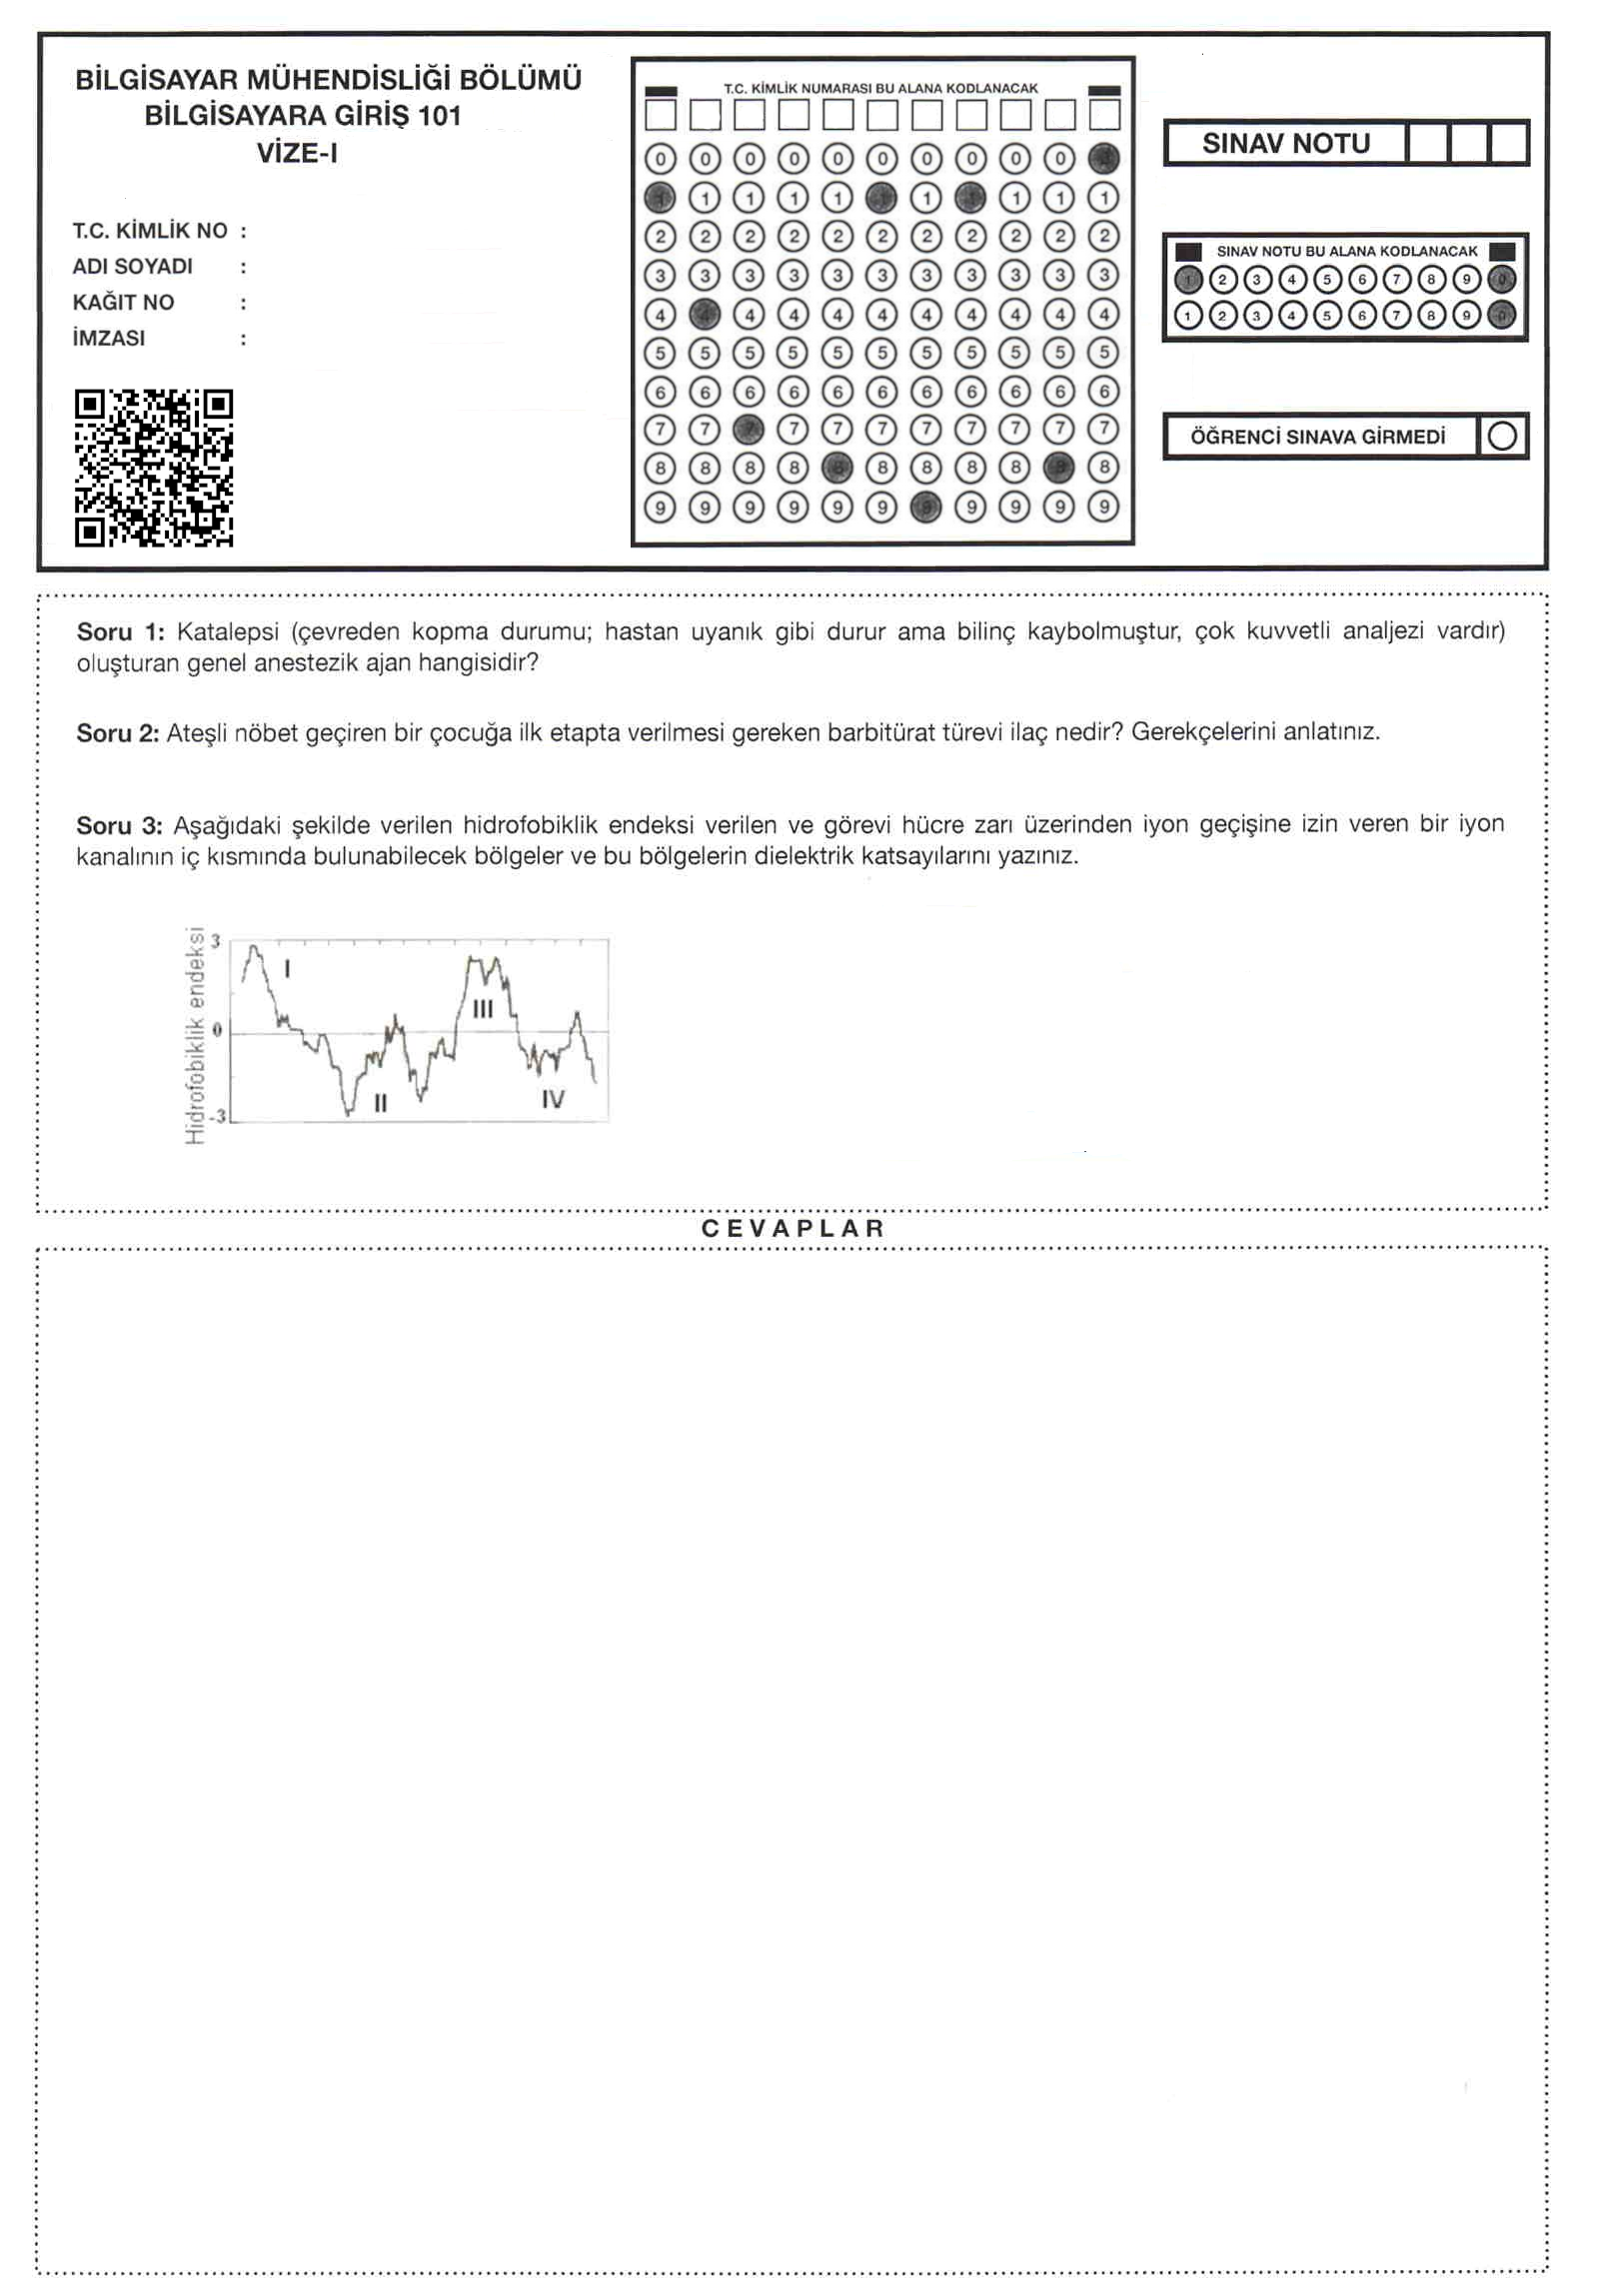 BİLGİSAYAR MÜHENDİSLİĞİ BÖLÜMÜ
BİLGİSAYARA GİRİŞ 101
VİZE-I
T.C. KİMLİK NO :
ADI SOYADI :
KAĞIT NO :
İMZASI :
T.C. KİMLİK NUMARASI BU ALANA KODLANACAK
0 0 0 0 0 0 0 0 0 0
1 1 1 1 1 1 1 1
2 2 2 2 2 2 2 2 2 2 2
3 3 3 3 3 3 3 3 3 3 3
4 4 4 4 4 4 4 4 4 4 4
5 5 5 5 5 5 5 5 5 5 5
6 6 6 6 6 6 6 6 6 6 6
7 7 7 7 7 7 7 7 7 7 7
8 8 8 8 8 8 8 8 8 8 8
9 9 9 9 9 9 9 9 9 9
SINAV NOTU
SINAV NOTU BU ALANA KODLANACAK
1 2 3 4 5 6 7 8 9 0
1 2 3 4 5 6 7 8 9 0
ÖĞRENCİ SINAVA GİRMEDİ
Soru 1: Katalepsi (çevreden kopma durumu; hastan uyanık gibi durur ama bilinç kaybolmuştur, çok kuvvetli analjezi vardır)
oluşturan genel anestezik ajan hangisidir?
Soru 2: Ateşli nöbet geçiren bir çocuğa ilk etapta verilmesi gereken barbitürat türevi ilaç nedir? Gerekçelerini anlatınız.
Soru 3: Aşağıdaki şekilde verilen hidrofobiklik endeksi verilen ve görevi hücre zarı üzerinden iyon geçişine izin veren bir iyon
kanalının iç kısmında bulunabilecek bölgeler ve bu bölgelerin dielektrik katsayılarını yazınız.
Hidrofobiklik endeksi
3
0
-3
I
II
III
IV
CEVAPLAR